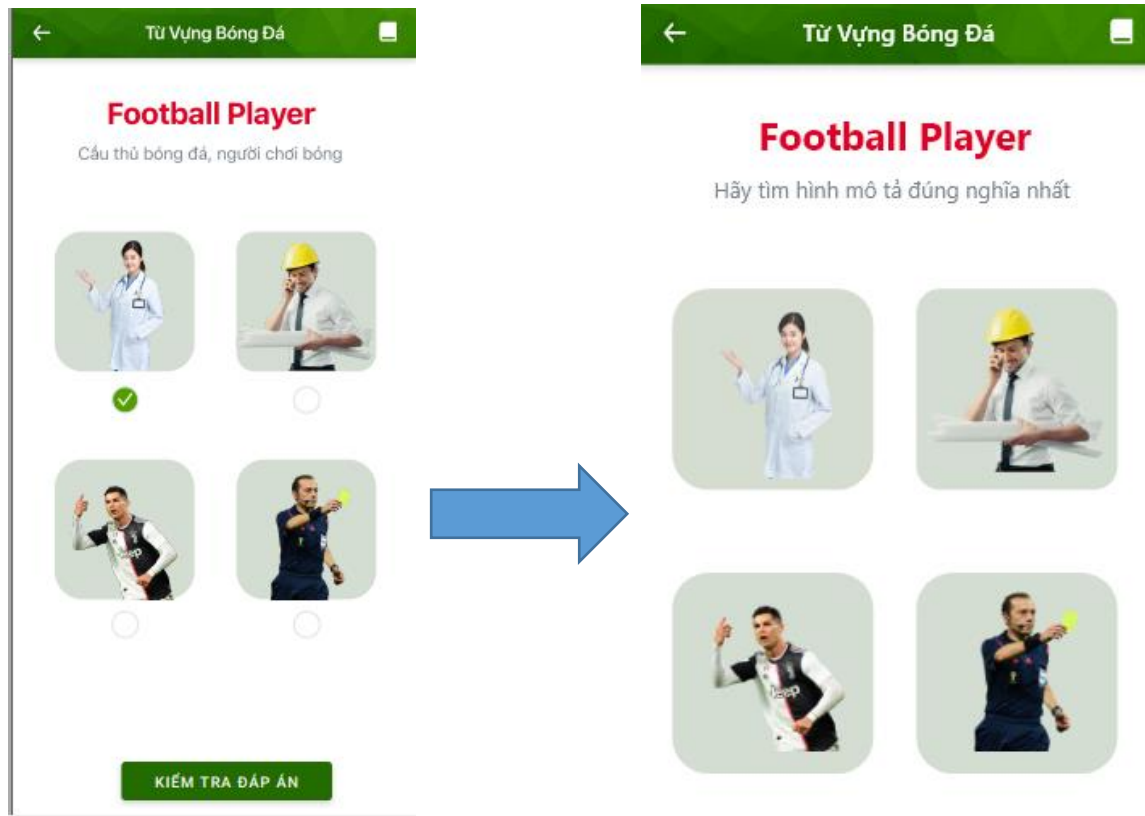 Từ Vựng Bóng Đá
Football Player
Cầu thủ bóng đá, người chơi bóng
KIỂM TRA ĐÁP ÁN
Từ Vựng Bóng Đá
Football Player
Hãy tìm hình mô tả đúng nghĩa nhất
Jeep